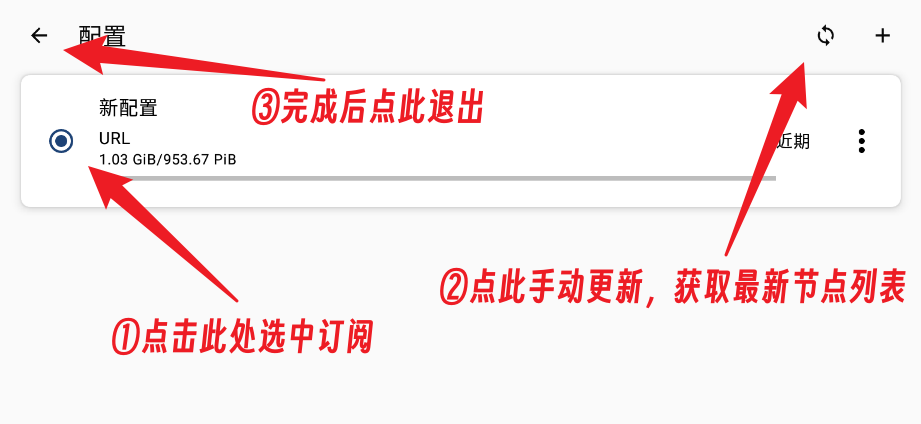 配置
新配置
URL
1.03 GiB/953.67 PiB
近期
③完成后点此退出
②点此手动更新，获取最新节点列表
①点击此处选中订阅